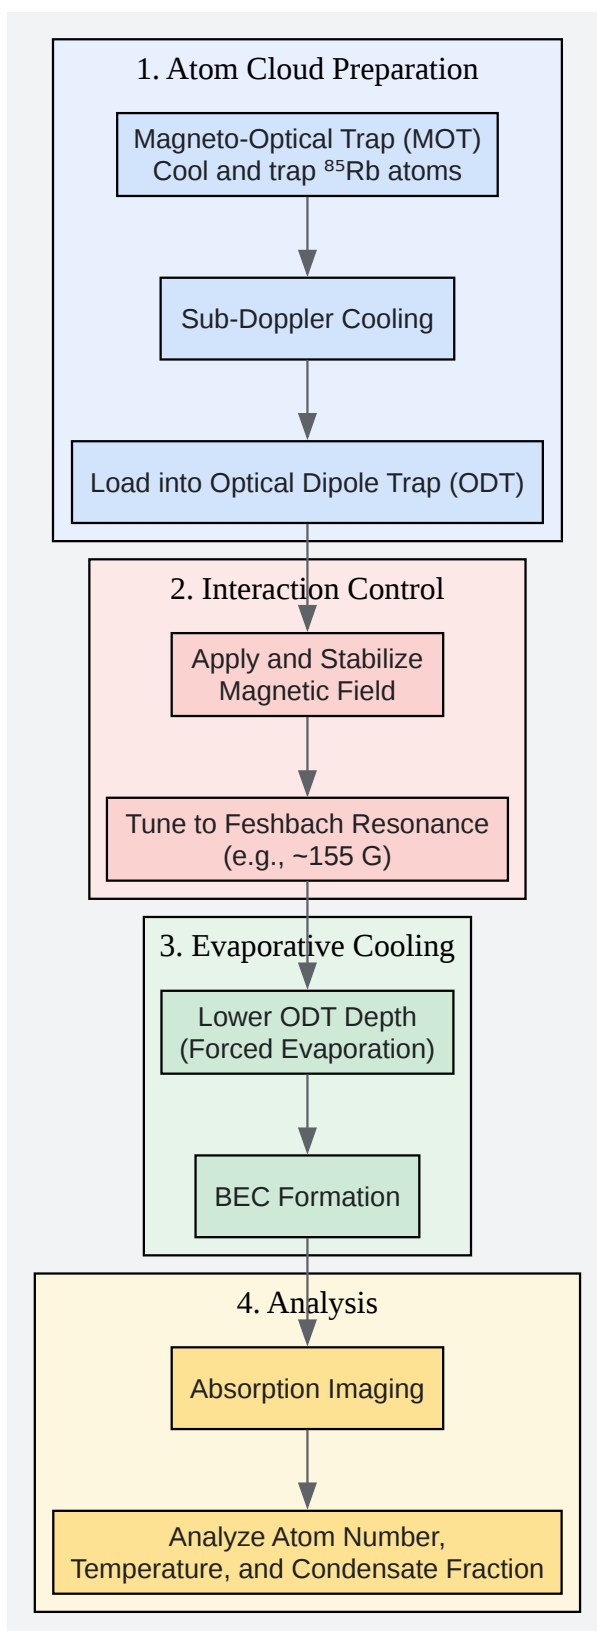 1. Atom Cloud Preparation
Magneto-Optical Trap (MOT)
Cool and trap ⁸⁵Rb atoms
Sub-Doppler Cooling
Load into Optical Dipole Trap (ODT)
2. Interaction Control
Apply and Stabilize
Magnetic Field
Tune to Feshbach Resonance
(e.g., ~155 G)
3. Evaporative Cooling
Lower ODT Depth
(Forced Evaporation)
BEC Formation
4. Analysis
Absorption Imaging
Analyze Atom Number,
Temperature, and Condensate Fraction